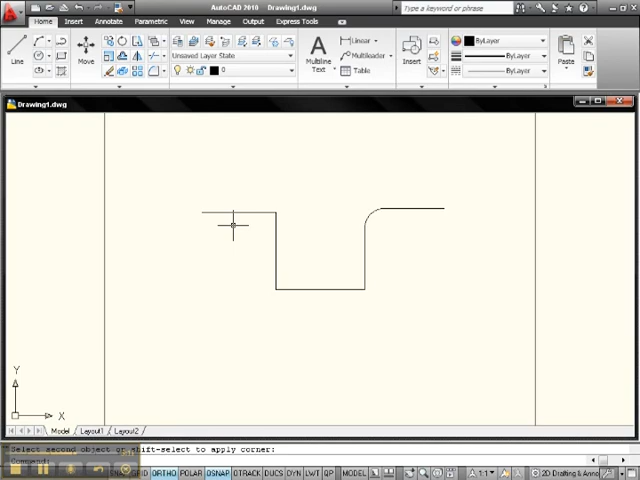 AutoCAD 2010 Drawing1.dwg
Type a keyword or phrase
Home Insert Annotate Parametric View Manage Output Express Tools
Line
Move
Unsaved Layer State
0
Multiline
Text
Linear
Multileader
Table
Insert
ByLayer
ByLayer
ByLayer
Paste
Drawing1.dwg
Y
X
Model Layout1 Layout2
Select second object or shift-select to apply corner:
Command:
GRID ORTHO POLAR OSNAP OTRACK DUCS DYN LWT QP MODEL 1:1 2D Drafting & Anno